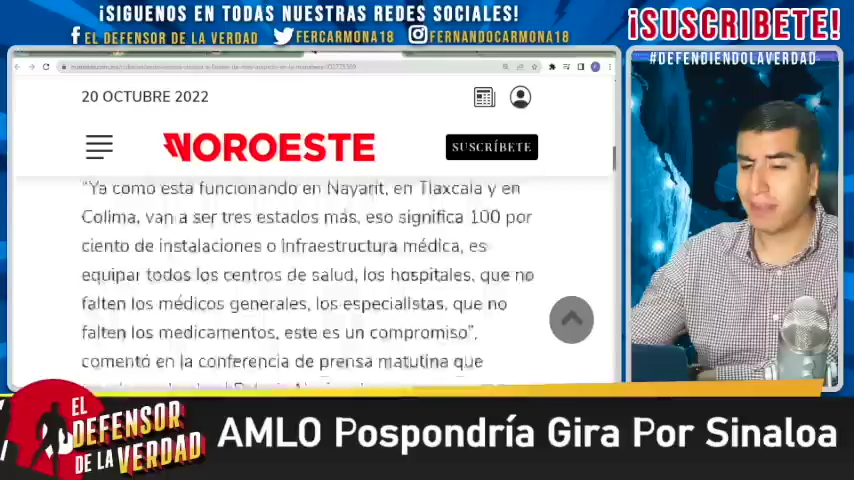 ¡SIGUENOS EN TODAS NUESTRAS REDES SOCIALES!
EL DEFENSOR DE LA VERDAD FERCARMONA18 FERNANDOCARMONA18
¡SUSCRIBETE!
#DEFENDIENDOLAVERDAD
20 OCTUBRE 2022
NOROESTE
SUSCRÍBETE
"Ya como esta funcionando en Nayarit, en Tlaxcala y en
Colima, van a ser tres estados más, eso significa 100 por
ciento de instalaciones o infraestructura médica, es
equipar todos los centros de salud, los hospitales, que no
falten los médicos generales, los especialistas, que no
falten los medicamentos, este es un compromiso",
comentó en la conferencia de prensa matutina que
EL
DEFENSOR
DE LA VERDAD
AMLO Pospondría Gira Por Sinaloa